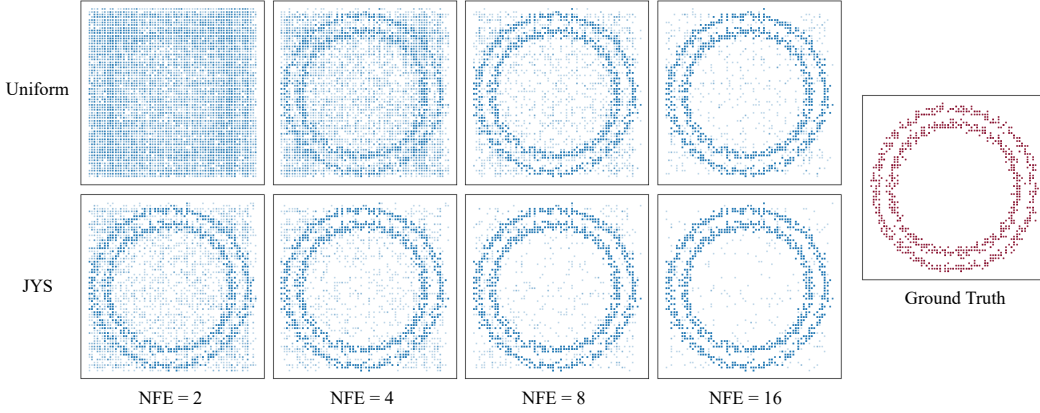 Uniform
JYS
Ground Truth
NFE = 2
NFE = 4
NFE = 8
NFE = 16